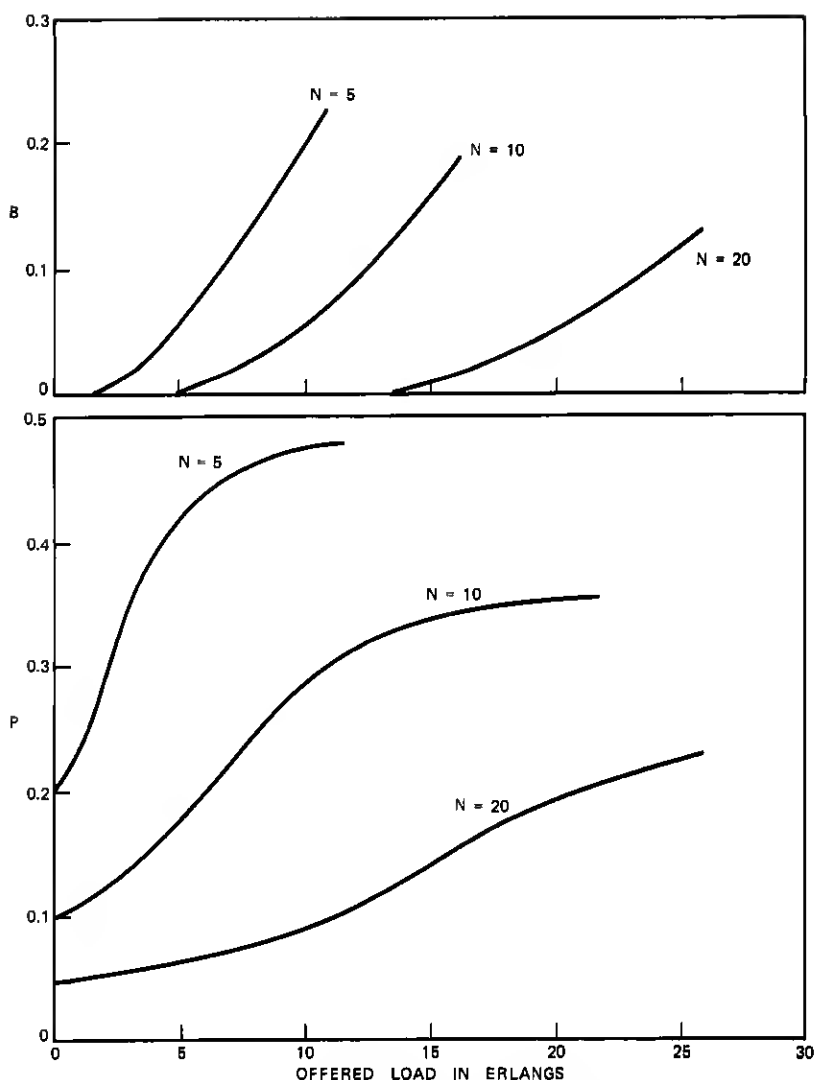 0.3
N = 5
0.2
N = 10
B
0.1
N = 20
0
0.5
N = 5
0.4
N = 10
0.3
P
0.2
N = 20
0.1
0
0 5 10 15 20 25 30
OFFERED LOAD IN ERLANGS